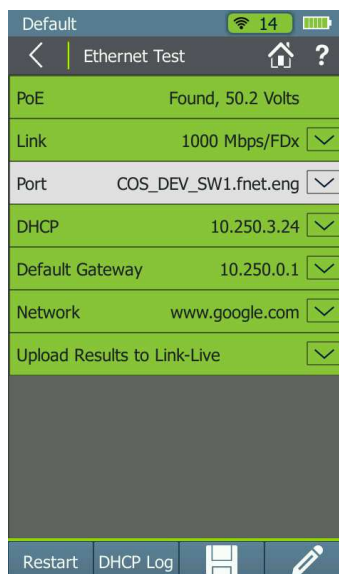 Default 14
Ethernet Test ?
PoE Found, 50.2 Volts
Link 1000 Mbps/FDx
Port COS_DEV_SW1.fnet.eng
DHCP 10.250.3.24
Default Gateway 10.250.0.1
Network www.google.com
Upload Results to Link-Live
Restart DHCP Log